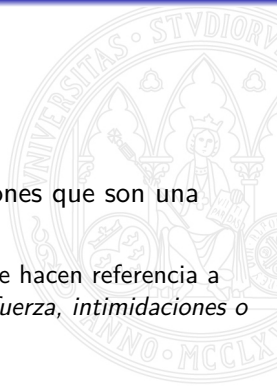 ones que son una
e hacen referencia a
fuerza, intimidaciones o